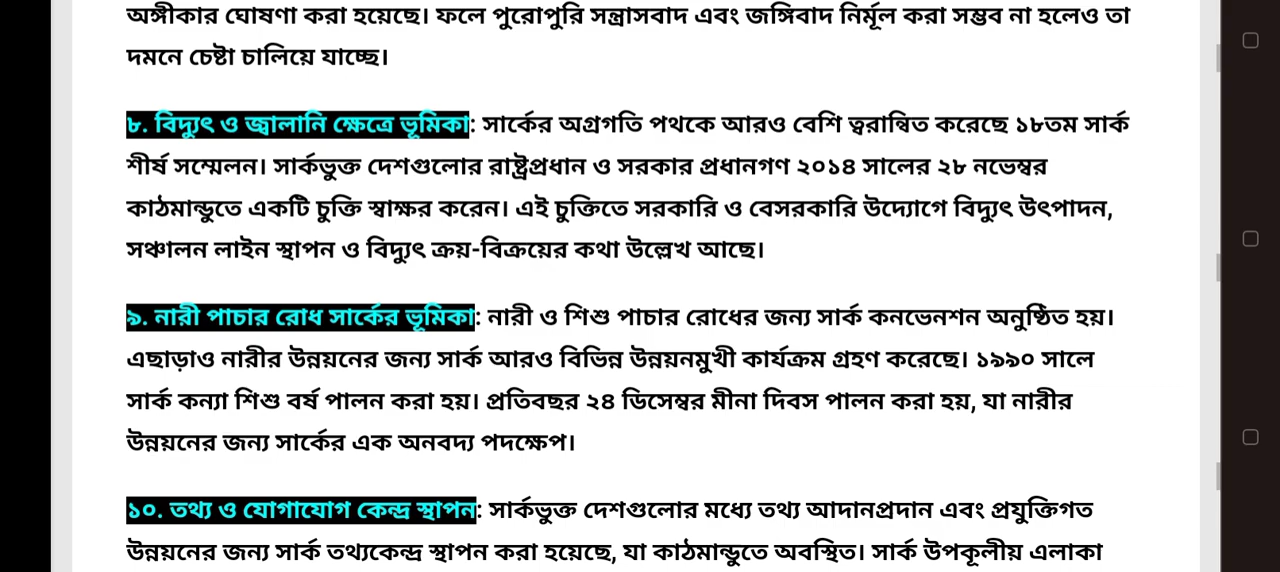 অঙ্গীকার ঘোষণা করা হয়েছে। ফলে পুরোপুরি সন্ত্রাসবাদ এবং জঙ্গিবাদ নির্মূল করা সম্ভব না হলেও তা
দমনে চেষ্টা চালিয়ে যাচ্ছে।
৮. বিদ্যুৎ ও জ্বালানি ক্ষেত্রে ভূমিকা: সার্কের অগ্রগতি পথকে আরও বেশি ত্বরান্বিত করেছে ১৮তম সার্ক
শীর্ষ সম্মেলন। সার্কভুক্ত দেশগুলোর রাষ্ট্রপ্রধান ও সরকার প্রধানগণ ২০১৪ সালের ২৮ নভেম্বর
কাঠমান্ডুতে একটি চুক্তি স্বাক্ষর করেন। এই চুক্তিতে সরকারি ও বেসরকারি উদ্যোগে বিদ্যুৎ উৎপাদন,
সঞ্চালন লাইন স্থাপন ও বিদ্যুৎ ক্রয়-বিক্রয়ের কথা উল্লেখ আছে।
৯. নারী পাচার রোধ সার্কের ভূমিকা: নারী ও শিশু পাচার রোধের জন্য সার্ক কনভেনশন অনুষ্ঠিত হয়।
এছাড়াও নারীর উন্নয়নের জন্য সার্ক আরও বিভিন্ন উন্নয়নমুখী কার্যক্রম গ্রহণ করেছে। ১৯৯০ সালে
সার্ক কন্যা শিশু বর্ষ পালন করা হয়। প্রতিবছর ২৪ ডিসেম্বর মীনা দিবস পালন করা হয়, যা নারীর
উন্নয়নের জন্য সার্কের এক অনবদ্য পদক্ষেপ।
১০. তথ্য ও যোগাযোগ কেন্দ্র স্থাপন: সার্কভুক্ত দেশগুলোর মধ্যে তথ্য আদানপ্রদান এবং প্রযুক্তিগত
উন্নয়নের জন্য সার্ক তথ্যকেন্দ্র স্থাপন করা হয়েছে, যা কাঠমান্ডুতে অবস্থিত। সার্ক উপকূলীয় এলাকা